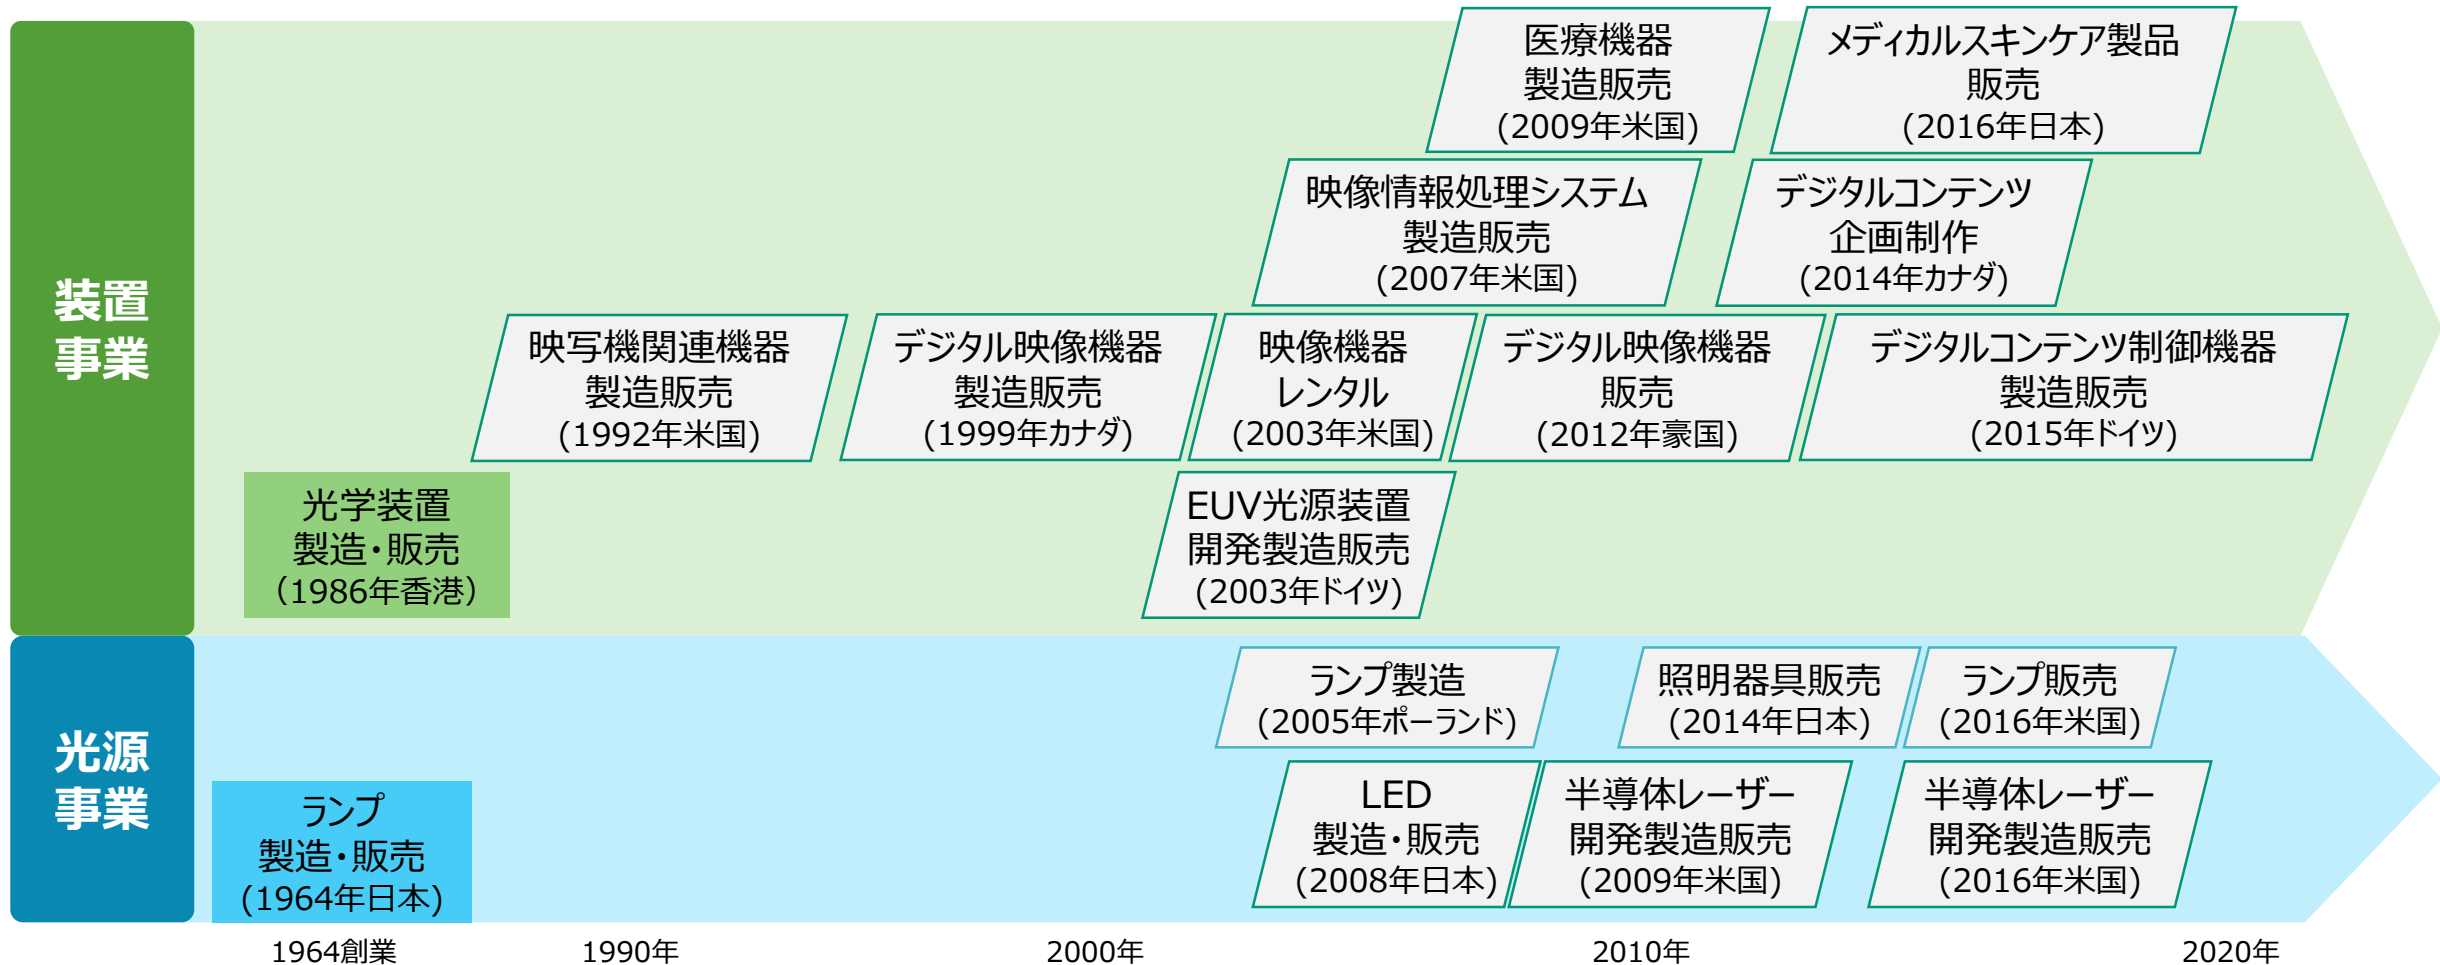 装置
事業
医療機器
製造販売
(2009年米国)
メディカルスキンケア製品
販売
(2016年日本)
映像情報処理システム
製造販売
(2007年米国)
デジタルコンテンツ
企画制作
(2014年カナダ)
映写機関連機器
製造販売
(1992年米国)
デジタル映像機器
製造販売
(1999年カナダ)
映像機器
レンタル
(2003年米国)
デジタル映像機器
販売
(2012年豪国)
デジタルコンテンツ制御機器
製造販売
(2015年ドイツ)
光学装置
製造・販売
（1986年香港）
EUV光源装置
開発製造販売
(2003年ドイツ)
光源
事業
ランプ製造
(2005年ポーランド)
照明器具販売
(2014年日本)
ランプ販売
(2016年米国)
ランプ
製造・販売
(1964年日本)
LED
製造・販売
(2008年日本)
半導体レーザー
開発製造販売
(2009年米国)
半導体レーザー
開発製造販売
(2016年米国)
1964創業
1990年
2000年
2010年
2020年